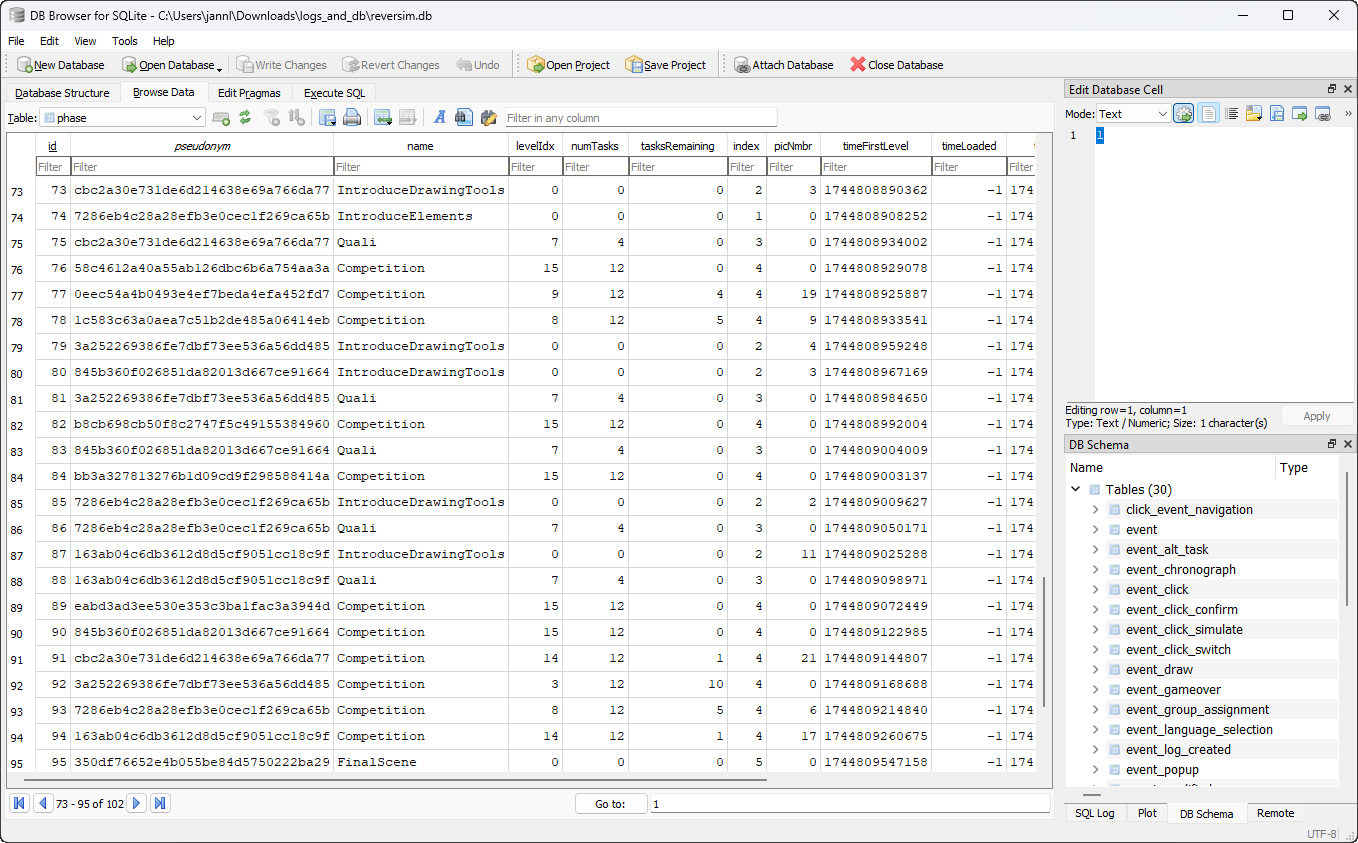 DB Browser for SQLite - C:\Users\jannl\Downloads\logs_and_db\reversim.db
File Edit View Tools Help
New Database Open Database Write Changes Revert Changes Undo Open Project Save Project Attach Database Close Database
Database Structure Browse Data Edit Pragmas Execute SQL
Table: phase Filter in any column
id pseudonym name levelIdx numTasks tasksRemaining index picNmbr timeFirstLevel timeLoaded
Filter Filter Filter Filter Filter Filter Filter Filter Filter Filter Filter
73 73 cbc2a30e731de6d214638e69a766da77 IntroduceDrawingTools 0 0 0 2 3 1744808890362 -1 174
74 74 7286eb4c28a28efb3e0cec1f269ca65b IntroduceElements 0 0 0 1 0 1744808908252 -1 174
75 75 cbc2a30e731de6d214638e69a766da77 Quali 7 4 0 3 0 1744808934002 -1 174
76 76 58c4612a40a55ab126dbc6b6a754aa3a Competition 15 12 0 4 0 1744808929078 -1 174
77 77 0eec54a4b0493e4ef7beda4efa452fd7 Competition 9 12 4 4 19 1744808925887 -1 174
78 78 1c583c63a0aea7c51b2de485a06414eb Competition 8 12 5 4 9 1744808933541 -1 174
79 79 3a252269386fe7dbf73ee536a56dd485 IntroduceDrawingTools 0 0 0 2 4 1744808959248 -1 174
80 80 845b360f026851da82013d667ce91664 IntroduceDrawingTools 0 0 0 2 3 1744808967169 -1 174
81 81 3a252269386fe7dbf73ee536a56dd485 Quali 7 4 0 3 0 1744808984650 -1 174
82 82 b8cb698cb50f8c2747f5c49155384960 Competition 15 12 0 4 0 1744808992004 -1 174
83 83 845b360f026851da82013d667ce91664 Quali 7 4 0 3 0 1744809004009 -1 174
84 84 bb3a327813276b1d09cd9f298588414a Competition 15 12 0 4 0 1744809003137 -1 174
85 85 7286eb4c28a28efb3e0cec1f269ca65b IntroduceDrawingTools 0 0 0 2 2 1744809009627 -1 174
86 86 7286eb4c28a28efb3e0cec1f269ca65b Quali 7 4 0 3 0 1744809050171 -1 174
87 87 163ab04c6db3612d8d5cf9051cc18c9f IntroduceDrawingTools 0 0 0 2 11 1744809025288 -1 174
88 88 163ab04c6db3612d8d5cf9051cc18c9f Quali 7 4 0 3 0 1744809098971 -1 174
89 89 eabd3ad3ee530e353c3ba1fac3a3944d Competition 15 12 0 4 0 1744809072449 -1 174
90 90 845b360f026851da82013d667ce91664 Competition 15 12 0 4 0 1744809122985 -1 174
91 91 cbc2a30e731de6d214638e69a766da77 Competition 14 12 1 4 21 1744809144807 -1 174
92 92 3a252269386fe7dbf73ee536a56dd485 Competition 3 12 10 4 0 1744809168688 -1 174
93 93 7286eb4c28a28efb3e0cec1f269ca65b Competition 8 12 5 4 6 1744809214840 -1 174
94 94 163ab04c6db3612d8d5cf9051cc18c9f Competition 14 12 1 4 17 1744809260675 -1 174
95 95 350df76652e4b055be84d5750222ba29 FinalScene 0 0 0 5 0 1744809547158 -1 174
73 - 95 of 102 Go to: 1
Edit Database Cell
Mode: Text
1 1
Editing row=1, column=1
Type: Text / Numeric; Size: 1 character(s)
Apply
DB Schema
Name Type
Tables (30)
click_event_navigation
event
event_alt_task
event_chronograph
event_click
event_click_confirm
event_click_simulate
event_click_switch
event_draw
event_gameover
event_group_assignment
event_language_selection
event_log_created
event_popup
SQL Log Plot DB Schema Remote
UTF-8